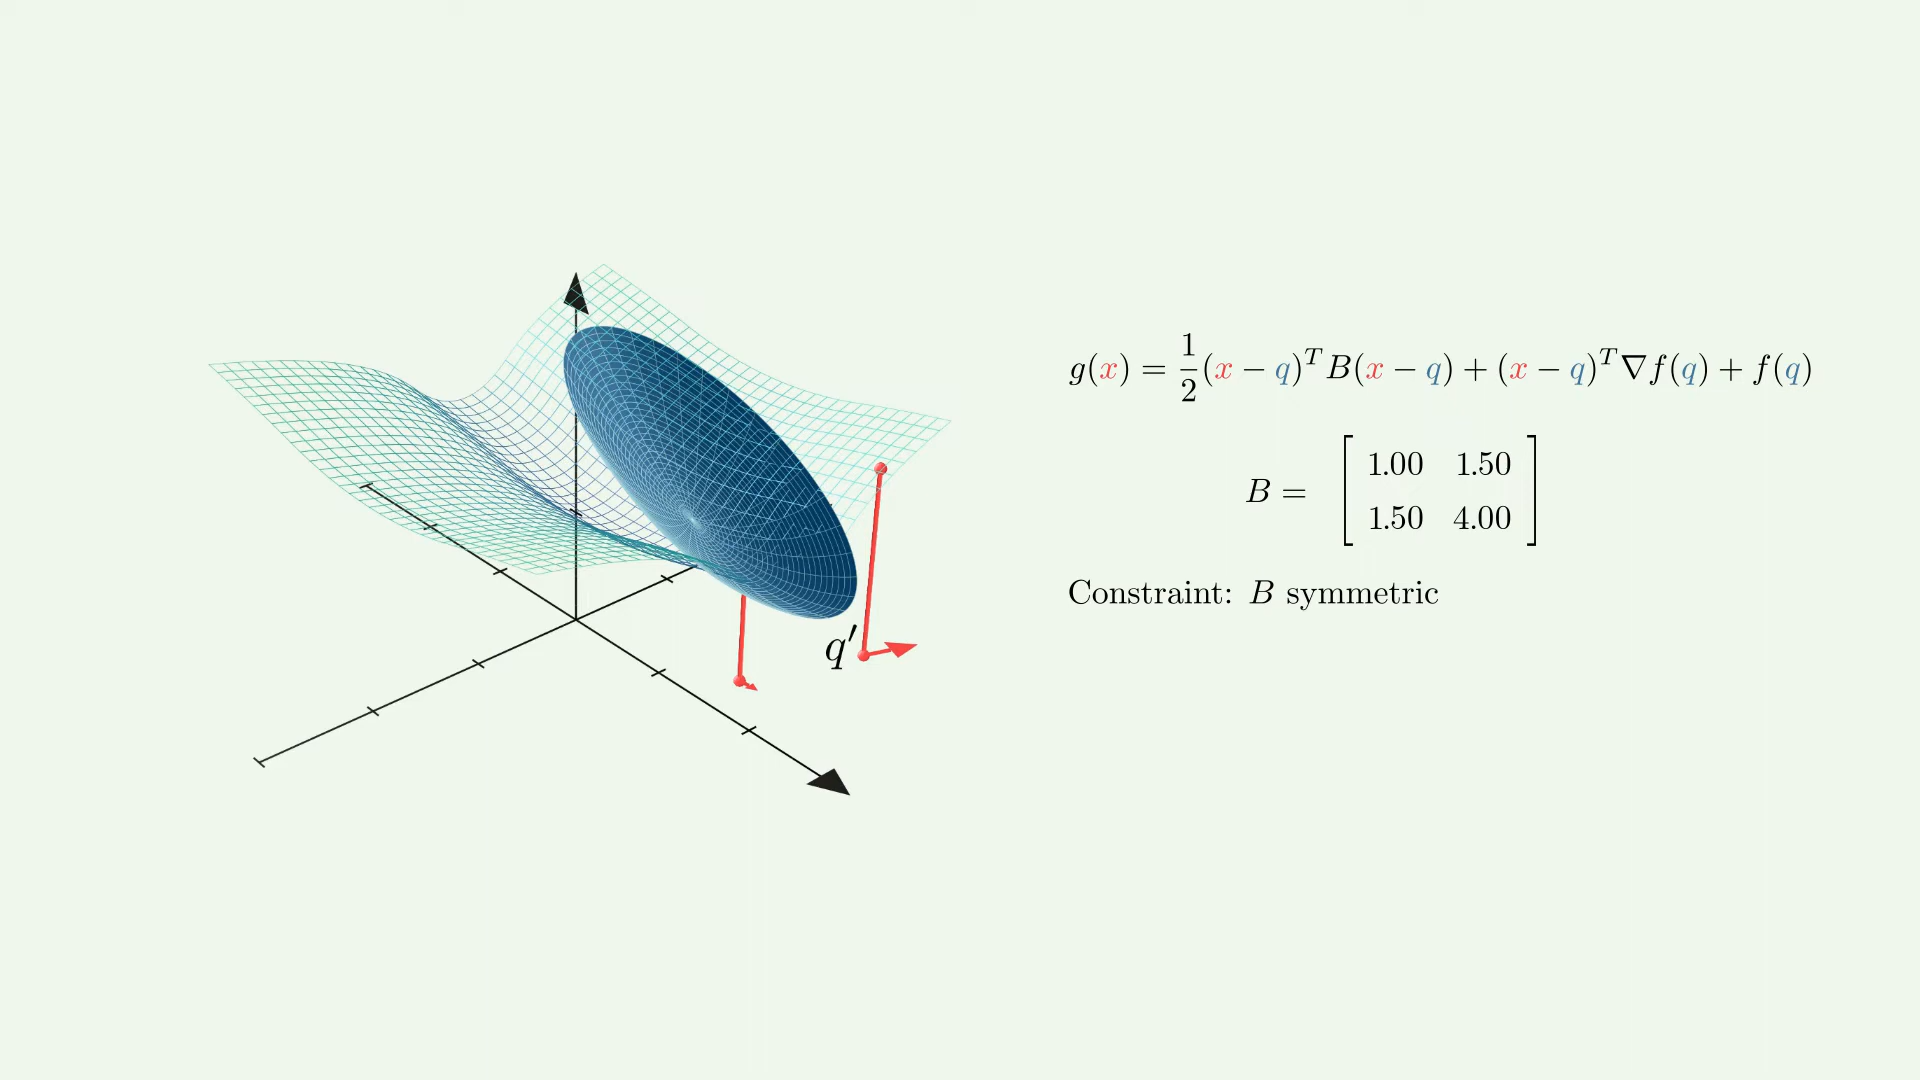 g(x) = 1/2 (x − q)^T B(x − q) + (x − q)^T ∇f(q) + f(q)
B = [ 1.00 1.50
1.50 4.00 ]
Constraint: B symmetric
q′